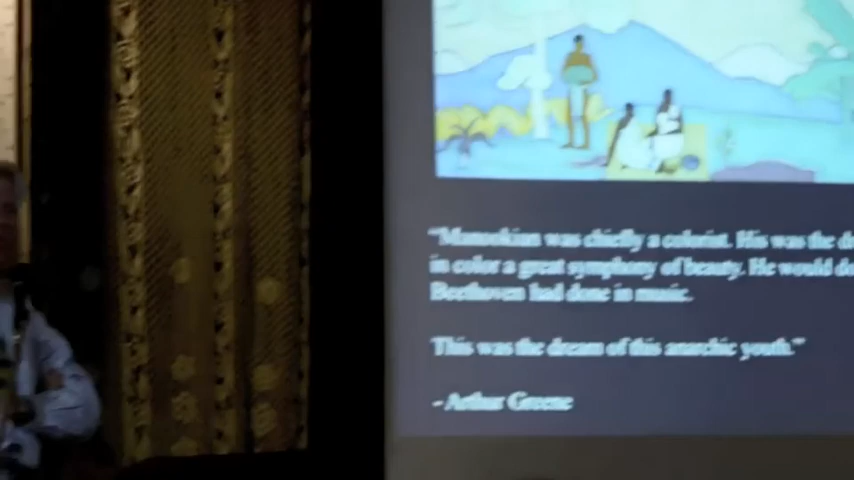 "Manookian was chiefly a colorist. His was the
in color a great symphony of beauty. He would
Beethoven had done in music.
This was the dream of this anarchic youth."
- Arthur Greene